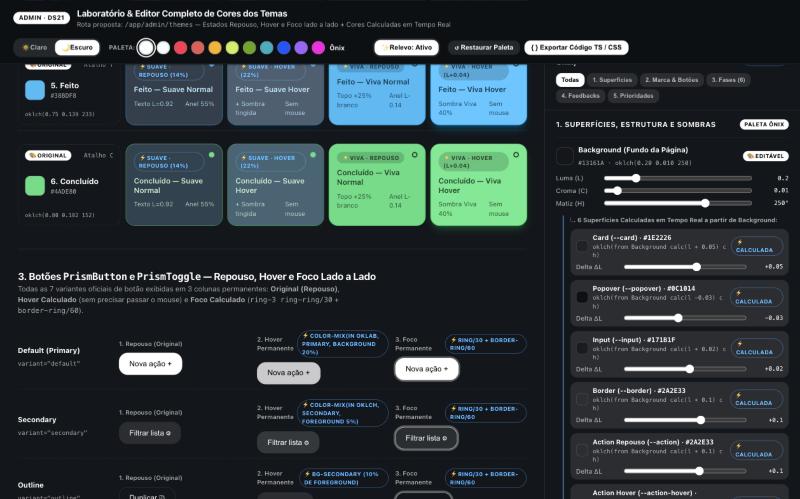 ADMIN · DS21
Laboratório & Editor Completo de Cores dos Temas
Rota proposta: /app/admin/themes — Estados Repouso, Hover e Foco lado a lado + Cores Calculadas em Tempo Real
Claro
Escuro
PALETA:
Ônix
Relevo: Ativo
Restaurar Paleta
{ } Exportar Código TS / CSS
ORIGINAL
Atalho
5. Feito
#38BDF8
oklch(0.75 0.139 233)
SUAVE · REPOUSO (14%)
Feito — Suave Normal
Texto L=0.92
Anel 55%
SUAVE · HOVER (22%)
Feito — Suave Hover
+ Sombra tingida
Sem mouse
VIVA · REPOUSO
Feito — Viva Normal
Topo +25% branco
Anel L-0.14
VIVA · HOVER (L+0.04)
Feito — Viva Hover
Sombra Viva 40%
Sem mouse
ORIGINAL
Atalho C
6. Concluído
#4ADE80
oklch(0.80 0.182 152)
SUAVE · REPOUSO (14%)
Concluído — Suave Normal
Texto L=0.92
Anel 55%
SUAVE · HOVER (22%)
Concluído — Suave Hover
+ Sombra tingida
Sem mouse
VIVA · REPOUSO
Concluído — Viva Normal
Topo +25% branco
Anel L-0.14
VIVA · HOVER (L+0.04)
Concluído — Viva Hover
Sombra Viva 40%
Sem mouse
3. Botões PrismButton e PrismToggle — Repouso, Hover e Foco Lado a Lado
Todas as 7 variantes oficiais de botão exibidas em 3 colunas permanentes: Original (Repouso),
Hover Calculado (sem precisar passar o mouse) e Foco Calculado (ring-3 ring-ring/30 +
border-ring/60).
Default (Primary)
variant="default"
1. Repouso (Original)
Nova ação +
2. Hover Permanente
COLOR-MIX(IN OKLAB, PRIMARY, BACKGROUND 20%)
Nova ação +
3. Foco Permanente
RING/30 + BORDER-RING/60
Nova ação +
Secondary
variant="secondary"
1. Repouso (Original)
Filtrar lista
2. Hover Permanente
COLOR-MIX(IN OKLCH, SECONDARY, FOREGROUND 5%)
Filtrar lista
3. Foco Permanente
RING/30 + BORDER-RING/60
Filtrar lista
Outline
variant="outline"
1. Repouso (Original)
Duplicar
2. Hover Permanente
BG-SECONDARY (10% DE FOREGROUND)
3. Foco Permanente
RING/30 + BORDER-RING/60
Todas
1. Superfícies
2. Marca & Botões
3. Fases (6)
4. Feedbacks
5. Prioridades
1. SUPERFÍCIES, ESTRUTURA E SOMBRAS
PALETA ÔNIX
Background (Fundo da Página)
#13161A · oklch(0.20 0.010 250)
EDITÁVEL
Luma (L)
0.2
Croma (C)
0.01
Matiz (H)
250°
6 Superfícies Calculadas em Tempo Real a partir de Background:
Card (--card) · #1E2226
oklch(from Background calc(l + 0.05) c h)
CALCULADA
Delta ΔL
+0.05
Popover (--popover) · #0C1014
oklch(from Background calc(l -0.03) c h)
CALCULADA
Delta ΔL
-0.03
Input (--input) · #171B1F
oklch(from Background calc(l + 0.02) c h)
CALCULADA
Delta ΔL
+0.02
Border (--border) · #2A2E33
oklch(from Background calc(l + 0.1) c h)
CALCULADA
Delta ΔL
+0.1
Action Repouso (--action) · #2A2E33
oklch(from Background calc(l + 0.1) c h)
CALCULADA
Delta ΔL
+0.1
Action Hover (--action-hover) ·